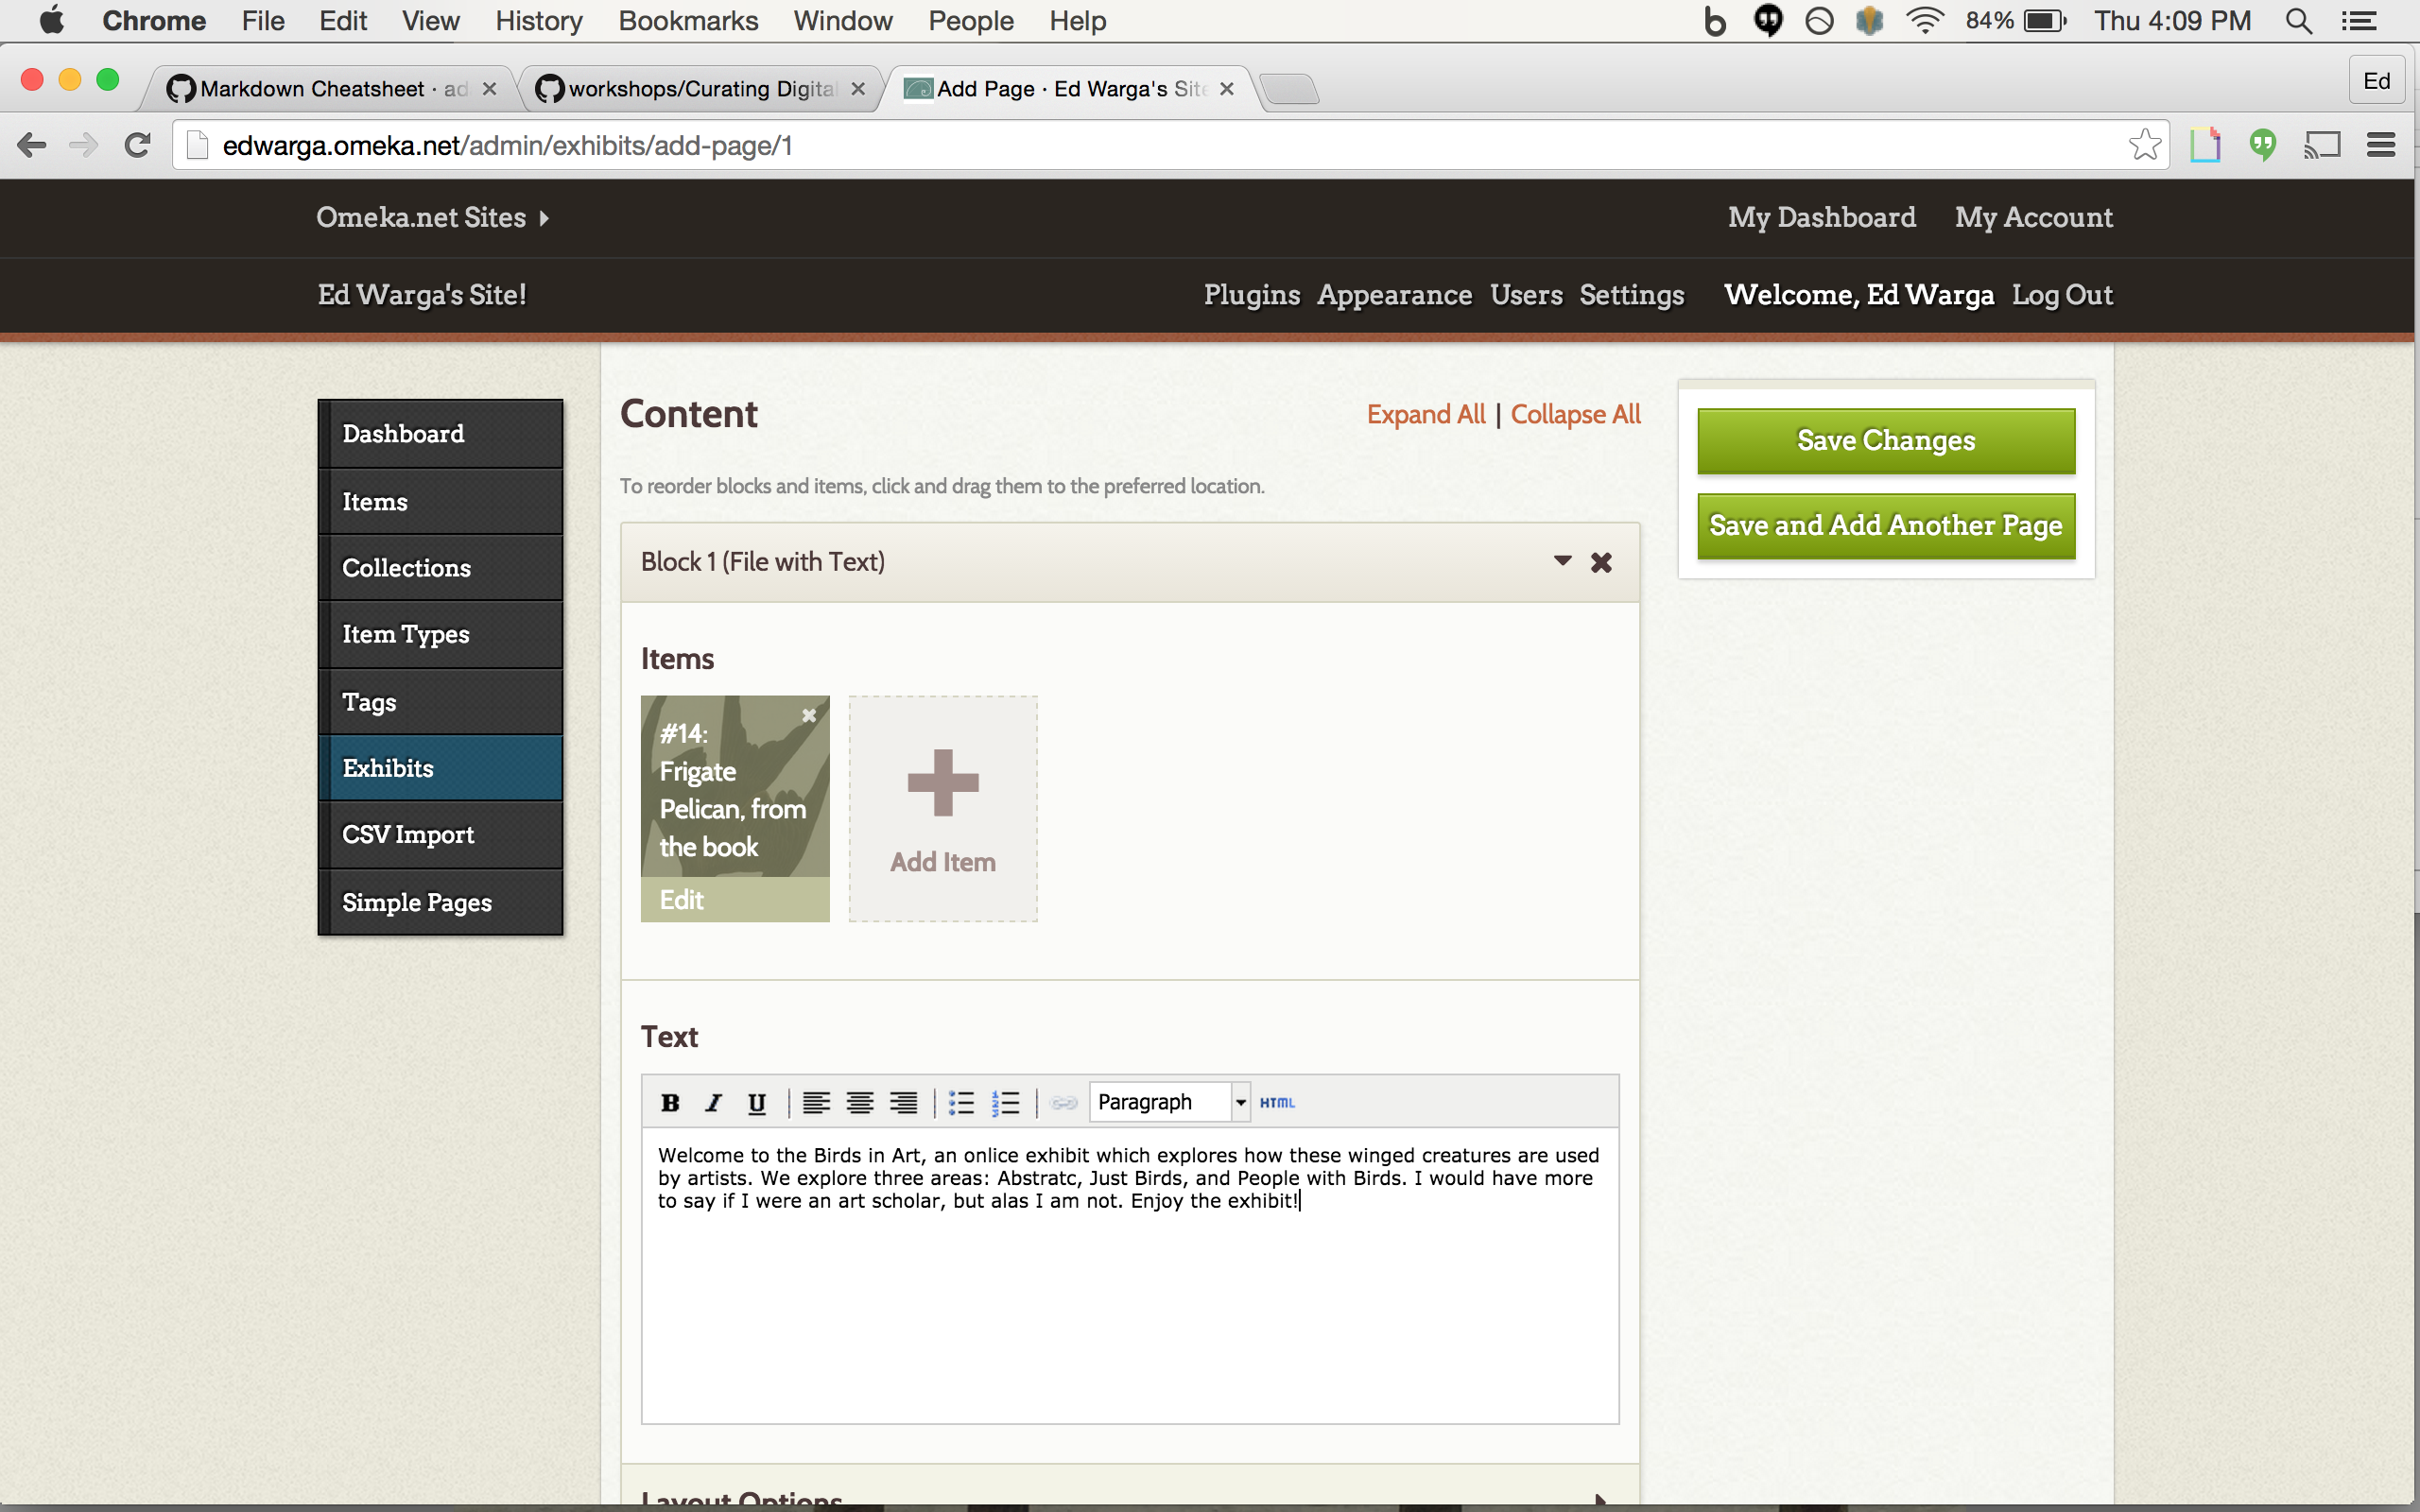 Chrome File Edit View History Bookmarks Window People Help 84% Thu 4:09 PM
Markdown Cheatsheet · ad workshops/Curating Digital Add Page · Ed Warga's Site Ed
edwarga.omeka.net/admin/exhibits/add-page/1
Omeka.net Sites My Dashboard My Account
Ed Warga's Site! Plugins Appearance Users Settings Welcome, Ed Warga Log Out
Dashboard
Items
Collections
Item Types
Tags
Exhibits
CSV Import
Simple Pages
Content Expand All | Collapse All
To reorder blocks and items, click and drag them to the preferred location.
Block 1 (File with Text)
Items
#14:
Frigate
Pelican, from
the book
Edit
Add Item
Text
B I U Paragraph HTML
Welcome to the Birds in Art, an onlice exhibit which explores how these winged creatures are used
by artists. We explore three areas: Abstratc, Just Birds, and People with Birds. I would have more
to say if I were an art scholar, but alas I am not. Enjoy the exhibit!
Layout Options
Save Changes
Save and Add Another Page